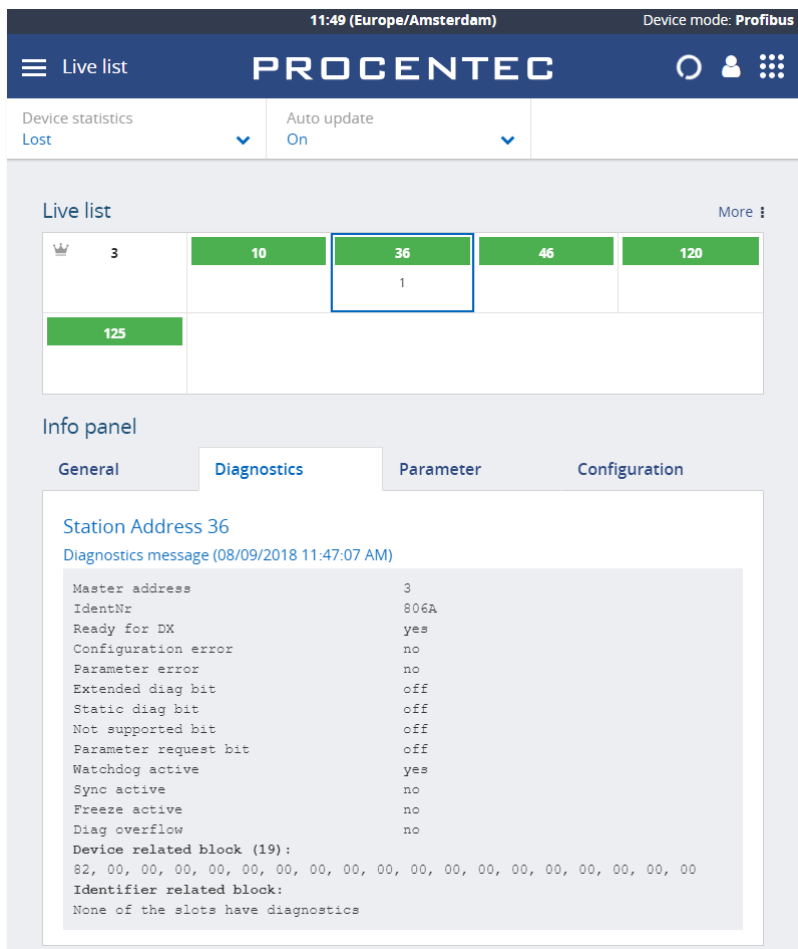 11:49 (Europe/Amsterdam) Device mode: Profibus
Live list PROCENTEC
Device statistics Auto update
Lost On
Live list More
3 10 36 46 120
1
125
Info panel
General Diagnostics Parameter Configuration
Station Address 36
Diagnostics message (08/09/2018 11:47:07 AM)
Master address 3
IdentNr 806A
Ready for DX yes
Configuration error no
Parameter error no
Extended diag bit off
Static diag bit off
Not supported bit off
Parameter request bit off
Watchdog active yes
Sync active no
Freeze active no
Diag overflow no
Device related block (19):
82, 00, 00, 00, 00, 00, 00, 00, 00, 00, 00, 00, 00, 00, 00, 00, 00, 00, 00
Identifier related block:
None of the slots have diagnostics